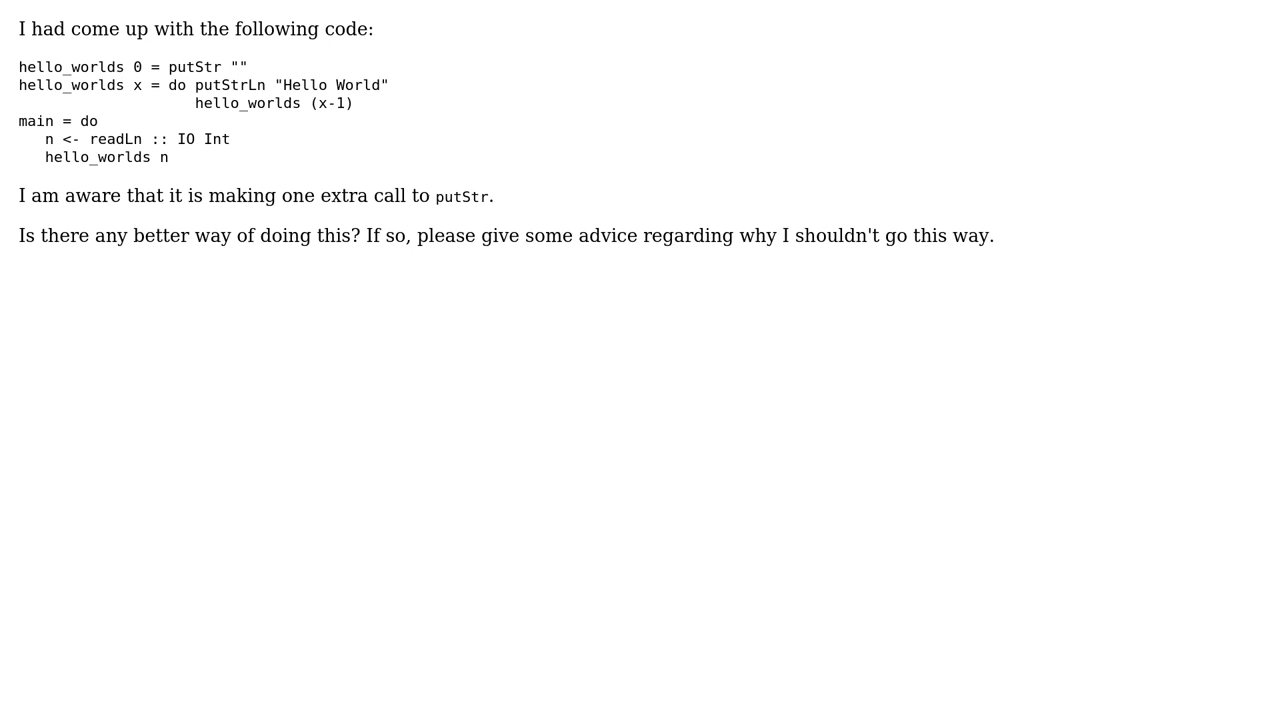 I had come up with the following code:
hello_worlds 0 = putStr ""
hello_worlds x = do putStrLn "Hello World"
                    hello_worlds (x-1)
main = do
   n <- readLn :: IO Int
   hello_worlds n
I am aware that it is making one extra call to putStr.
Is there any better way of doing this? If so, please give some advice regarding why I shouldn't go this way.